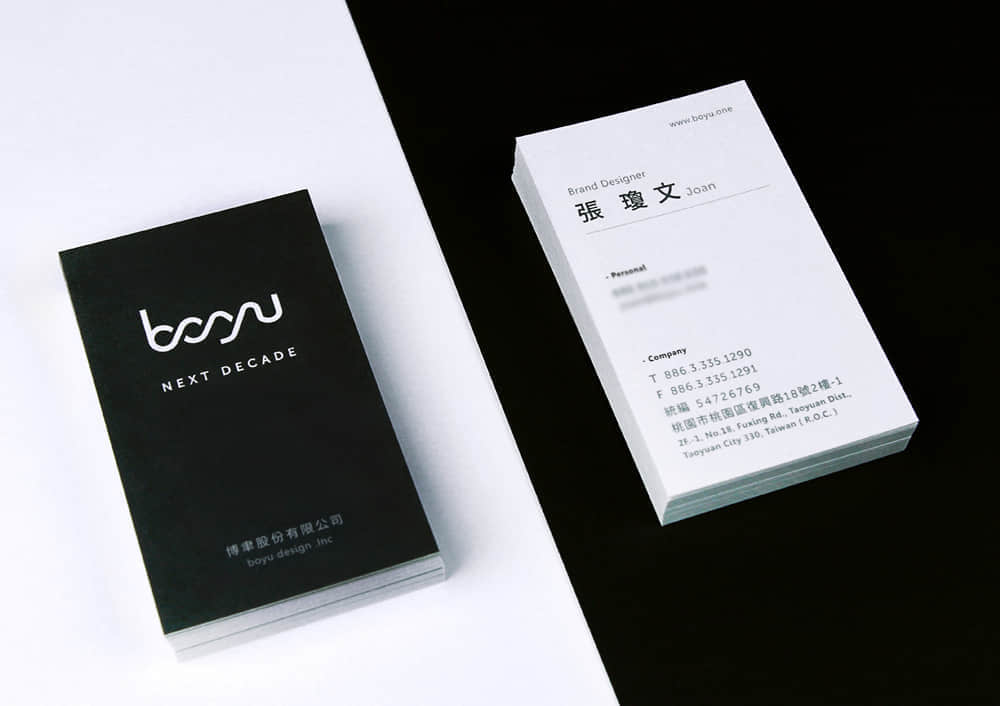 boyu
NEXT DECADE
博聿股份有限公司
boyu design .Inc
www.boyu.one
Brand Designer
張 瓊 文 Joan
- Personal
- Company
T 886.3.335.1290
F 886.3.335.1291
統編 54726769
桃園市桃園區復興路18號2樓-1
2F.-1, No.18, Fuxing Rd., Taoyuan Dist.,
Taoyuan City 330, Taiwan ( R.O.C. )